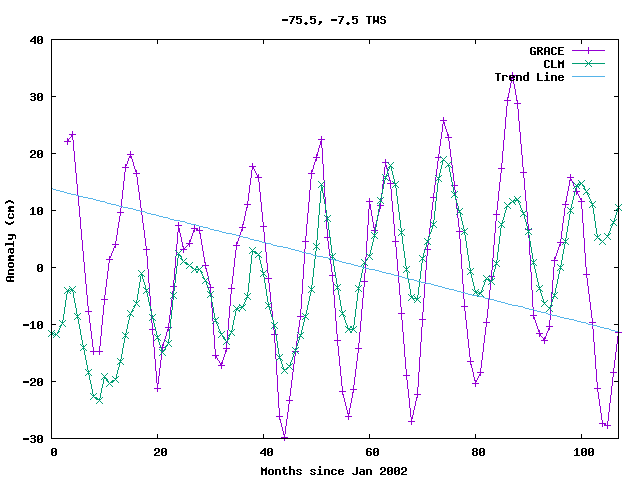 -75.5, -7.5 TWS
40
30
20
10
0
-10
-20
-30
0 20 40 60 80 100
Anomaly (cm)
Months since Jan 2002
GRACE
CLM
Trend Line